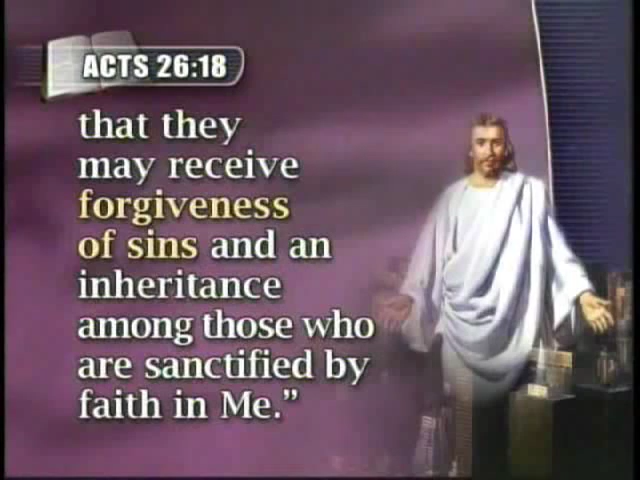 ACTS 26:18
that they
may receive
forgiveness
of sins and an
inheritance
among those who
are sanctified by
faith in Me.”